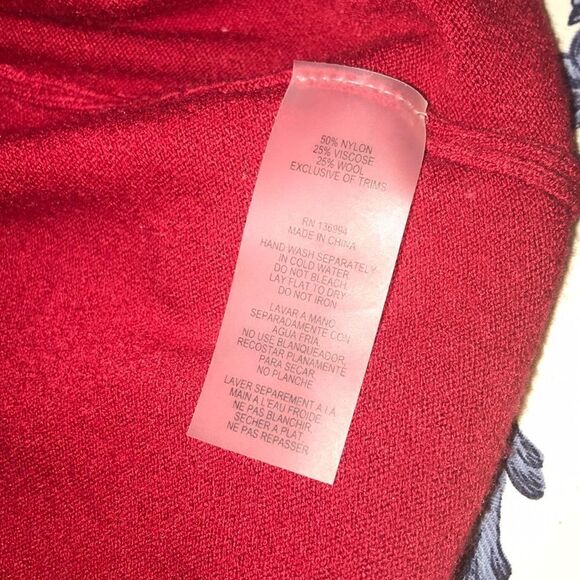 50% NYLON
25% VISCOSE
25% WOOL
EXCLUSIVE OF TRIMS
RN 136994
MADE IN CHINA
HAND WASH SEPARATELY
IN COLD WATER
DO NOT BLEACH
LAY FLAT TO DRY
DO NOT IRON
LAVAR A MANO
SEPARADAMENTE CON
AGUA FRIA
NO USE BLANQUEADOR
RECOSTAR PLANAMENTE
PARA SECAR
NO PLANCHE
LAVER SEPAREMENT A LA
MAIN A L'EAU FROIDE
NE PAS BLANCHIR
SECHER A PLAT
NE PAS REPASSER